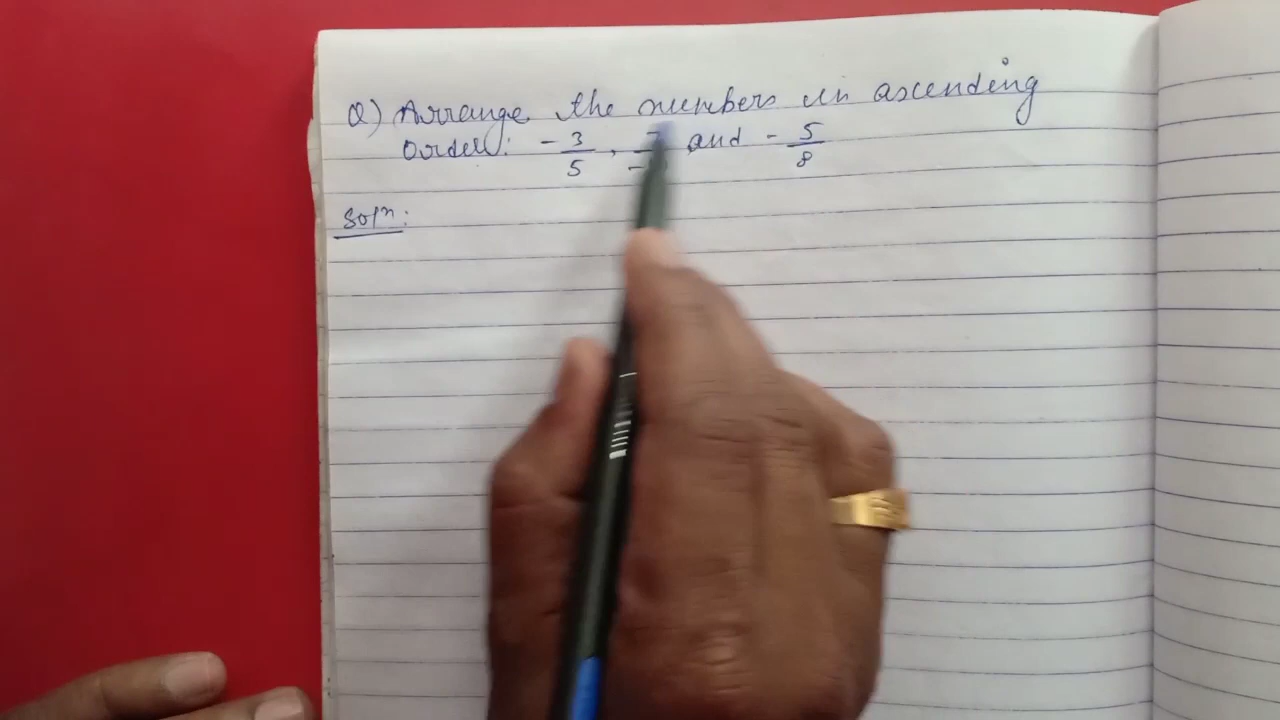 Q) Arrange the numbers in ascending
order: -3/5, and -5/8
Solⁿ: